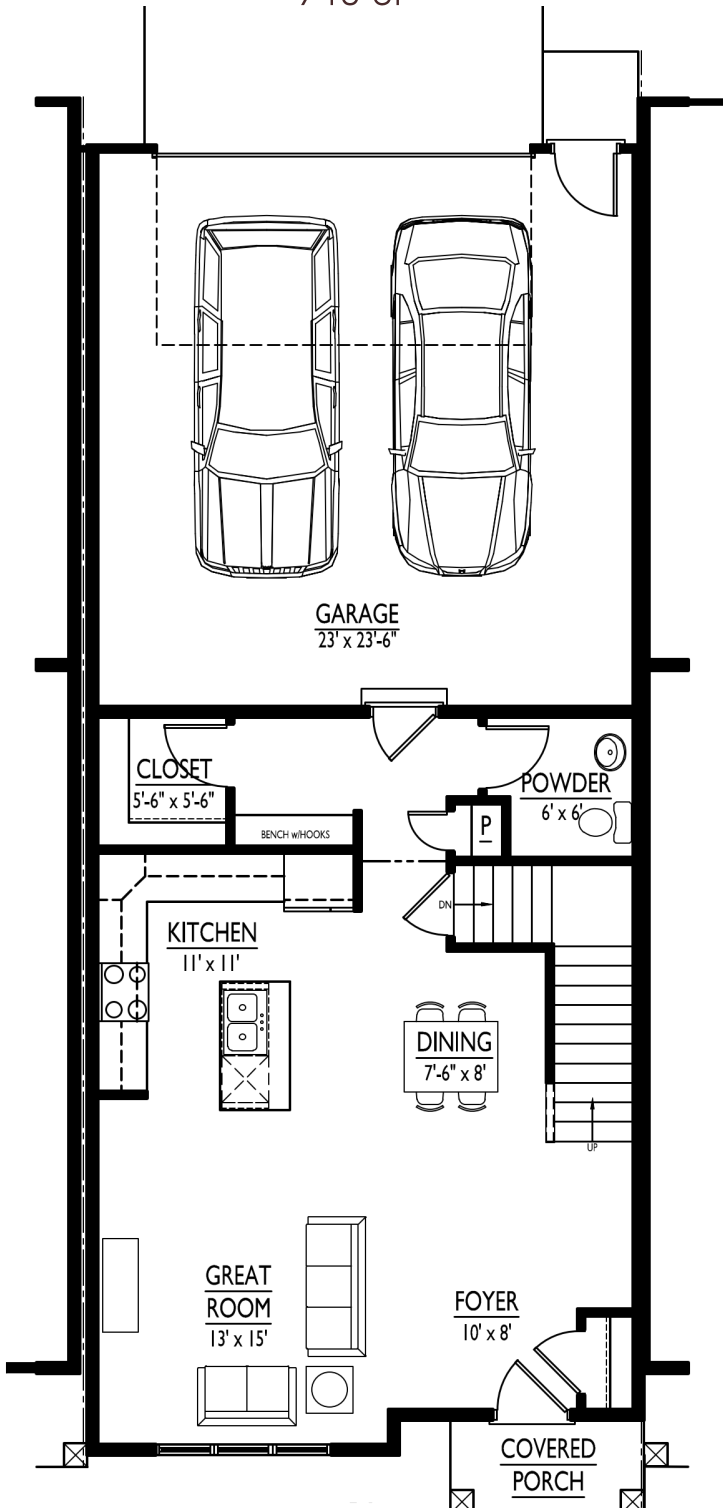 GARAGE
23' x 23'-6"
CLOSET
5'-6" x 5'-6"
POWDER
6' x 6'
BENCH w/HOOKS
P
DN
KITCHEN
11' x 11'
DINING
7'-6" x 8'
UP
GREAT
ROOM
13' x 15'
FOYER
10' x 8'
COVERED
PORCH